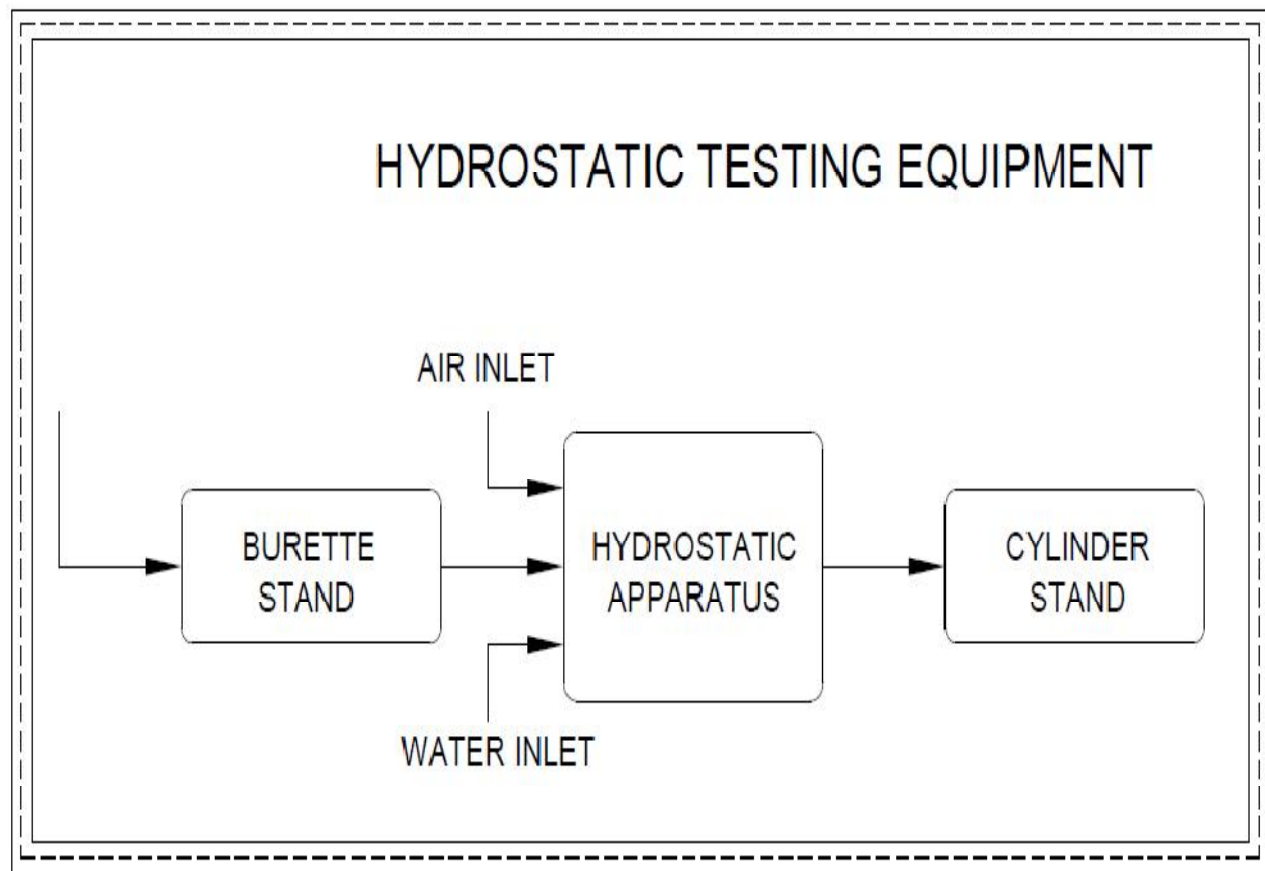 HYDROSTATIC TESTING EQUIPMENT
AIR INLET
BURETTE
STAND
HYDROSTATIC
APPARATUS
CYLINDER
STAND
WATER INLET